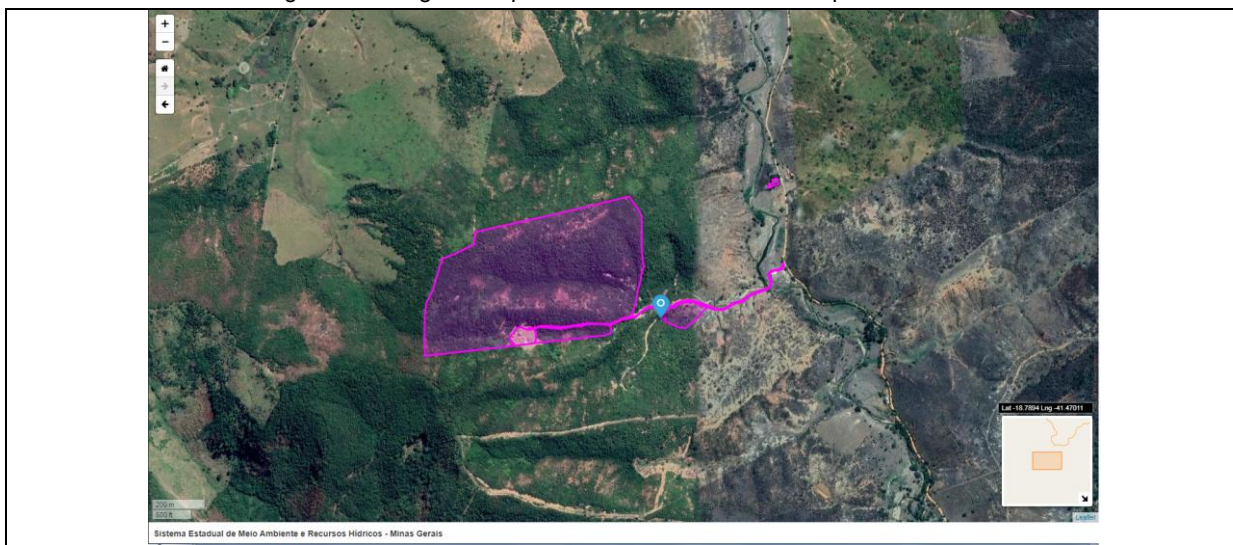 +
−
Lat -18.7894 Lng -41.47011
200 m
500 ft
Leaflet
Sistema Estadual de Meio Ambiente e Recursos Hídricos - Minas Gerais